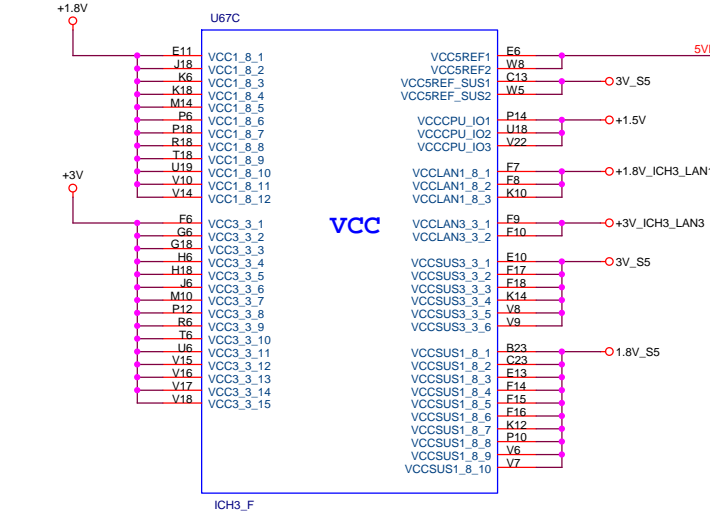 +1.8V
U67C
E11 VCC1_8_1
J18 VCC1_8_2
K6 VCC1_8_3
K18 VCC1_8_4
M14 VCC1_8_5
P6 VCC1_8_6
P18 VCC1_8_7
R18 VCC1_8_8
T18 VCC1_8_9
U19 VCC1_8_10
V10 VCC1_8_11
V14 VCC1_8_12
+3V
F6 VCC3_3_1
G6 VCC3_3_2
G18 VCC3_3_3
H6 VCC3_3_4
H18 VCC3_3_5
J6 VCC3_3_6
M10 VCC3_3_7
P12 VCC3_3_8
R6 VCC3_3_9
T6 VCC3_3_10
U6 VCC3_3_11
V15 VCC3_3_12
V16 VCC3_3_13
V17 VCC3_3_14
V18 VCC3_3_15
VCC
VCC5REF1 E6
VCC5REF2 W8
VCC5REF_SUS1 C13 3V_S5
VCC5REF_SUS2 W5
VCCCPU_IO1 P14 +1.5V
VCCCPU_IO2 U18
VCCCPU_IO3 V22
VCCLAN1_8_1 F7
VCCLAN1_8_2 F8
VCCLAN1_8_3 K10
+1.8V_ICH3_LAN1
VCCLAN3_3_1 F9 +3V_ICH3_LAN3
VCCLAN3_3_2 F10
VCCSUS3_3_1 E10 3V_S5
VCCSUS3_3_2 F17
VCCSUS3_3_3 F18
VCCSUS3_3_4 K14
VCCSUS3_3_5 V8
VCCSUS3_3_6 V9
VCCSUS1_8_1 B23 1.8V_S5
VCCSUS1_8_2 C23
VCCSUS1_8_3 E13
VCCSUS1_8_4 F14
VCCSUS1_8_5 F15
VCCSUS1_8_6 F16
VCCSUS1_8_7 K12
VCCSUS1_8_8 P10
VCCSUS1_8_9 V6
VCCSUS1_8_10 V7
ICH3_F